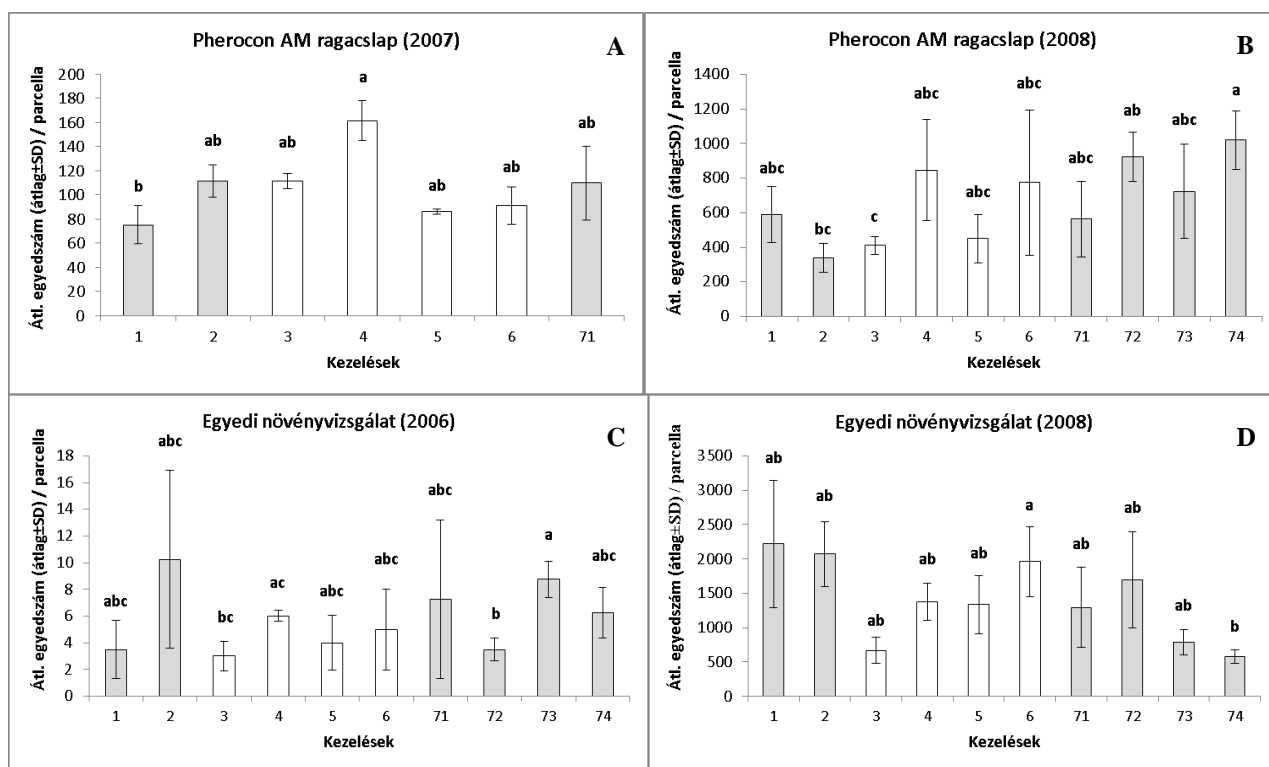 Pherocon AM ragacslap (2007)
A
Átl. egyedszám (átlag±SD) / parcella
200
180
160
140
120
100
80
60
40
20
0
b
ab
ab
a
ab
ab
ab
1 2 3 4 5 6 71
Kezelések
Pherocon AM ragacslap (2008)
B
Átl. egyedszám (átlag±SD) / parcella
1400
1200
1000
800
600
400
200
0
abc
bc
c
abc
abc
abc
abc
ab
abc
a
1 2 3 4 5 6 71 72 73 74
Kezelések
Egyedi növényvizsgálat (2006)
C
Átl. egyedszám (átlag±SD) / parcella
18
16
14
12
10
8
6
4
2
0
abc
abc
bc
ac
abc
abc
abc
b
a
abc
1 2 3 4 5 6 71 72 73 74
Kezelések
Egyedi növényvizsgálat (2008)
D
Átl. egyedszám (átlag±SD) / parcella
3 500
3 000
2 500
2000
1500
1000
500
0
ab
ab
ab
ab
ab
a
ab
ab
ab
b
1 2 3 4 5 6 71 72 73 74
Kezelések